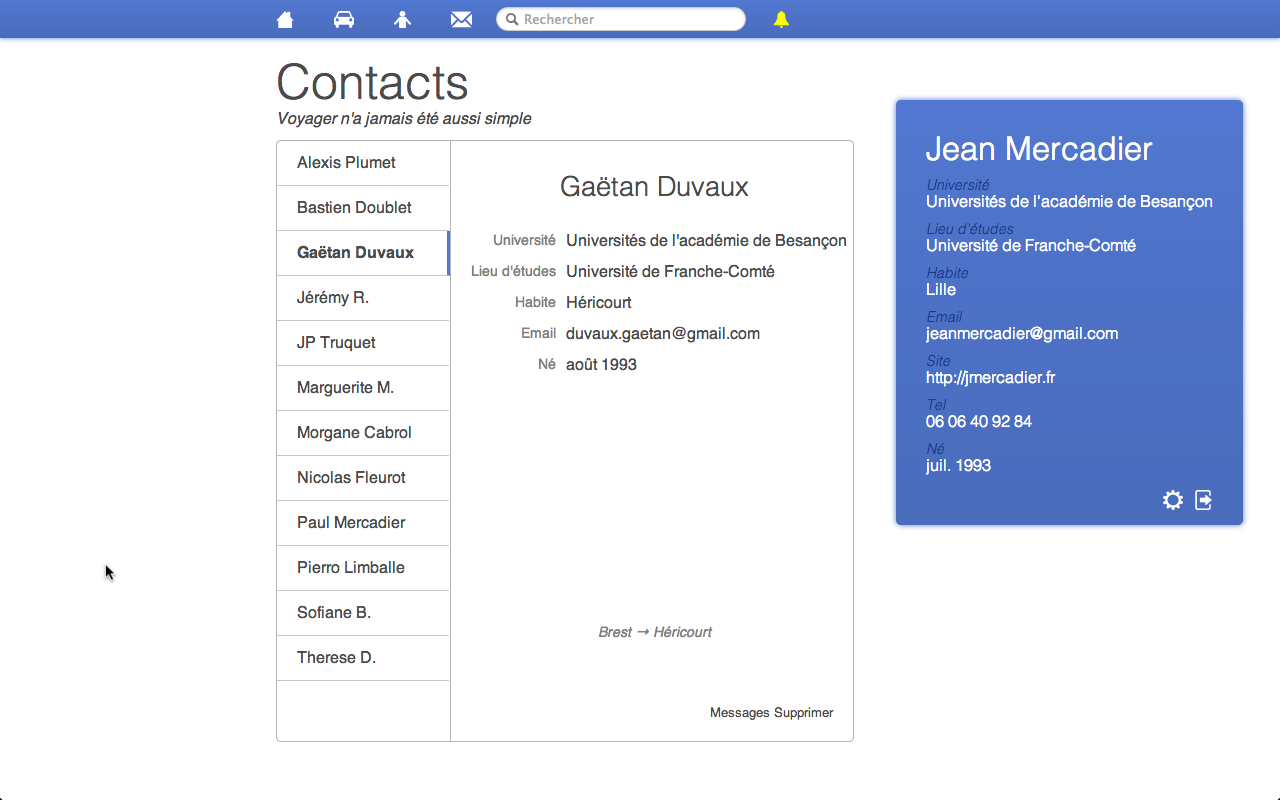 Rechercher
Contacts
Voyager n'a jamais été aussi simple
Alexis Plumet
Bastien Doublet
Gaëtan Duvaux
Jérémy R.
JP Truquet
Marguerite M.
Morgane Cabrol
Nicolas Fleurot
Paul Mercadier
Pierro Limballe
Sofiane B.
Therese D.
Gaëtan Duvaux
Université Universités de l'académie de Besançon
Lieu d'études Université de Franche-Comté
Habite Héricourt
Email duvaux.gaetan@gmail.com
Né août 1993
Brest → Héricourt
Messages Supprimer
Jean Mercadier
Université
Universités de l'académie de Besançon
Lieu d'études
Université de Franche-Comté
Habite
Lille
Email
jeanmercadier@gmail.com
Site
http://jmercadier.fr
Tel
06 06 40 92 84
Né
juil. 1993